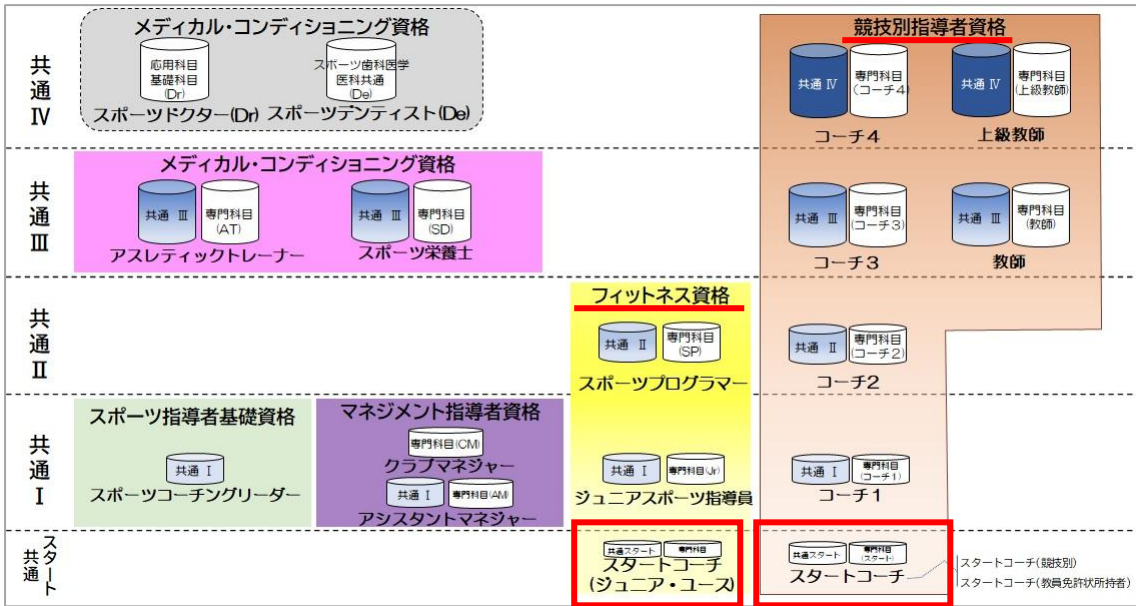 共通Ⅳ
メディカル・コンディショニング資格
応用科目
基礎科目
(Dr)
スポーツドクター(Dr)
スポーツ歯科医学
医科共通
(De)
スポーツデンティスト(De)
競技別指導者資格
共通 Ⅳ
専門科目
(コーチ4)
コーチ4
共通 Ⅳ
専門科目
(上級教師)
上級教師
共通Ⅲ
メディカル・コンディショニング資格
共通 Ⅲ
専門科目
(AT)
アスレティックトレーナー
共通 Ⅲ
専門科目
(SD)
スポーツ栄養士
共通 Ⅲ
専門科目
(コーチ3)
コーチ3
共通 Ⅲ
専門科目
(教師)
教師
共通Ⅱ
フィットネス資格
共通 Ⅱ
専門科目
(SP)
スポーツプログラマー
共通 Ⅱ
専門科目
(コーチ2)
コーチ2
共通Ⅰ
スポーツ指導者基礎資格
共通 Ⅰ
スポーツコーチングリーダー
マネジメント指導者資格
専門科目(CM)
クラブマネジャー
共通 Ⅰ
専門科目(AM)
アシスタントマネジャー
共通 Ⅰ
専門科目(Jr)
ジュニアスポーツ指導員
共通 Ⅰ
専門科目
(コーチ1)
コーチ1
スタート
共通
共通スタート
専門科目
スタートコーチ
(ジュニア・ユース)
共通スタート
専門科目
(スタート)
スタートコーチ
スタートコーチ(競技別)
スタートコーチ(教員免許状所持者)